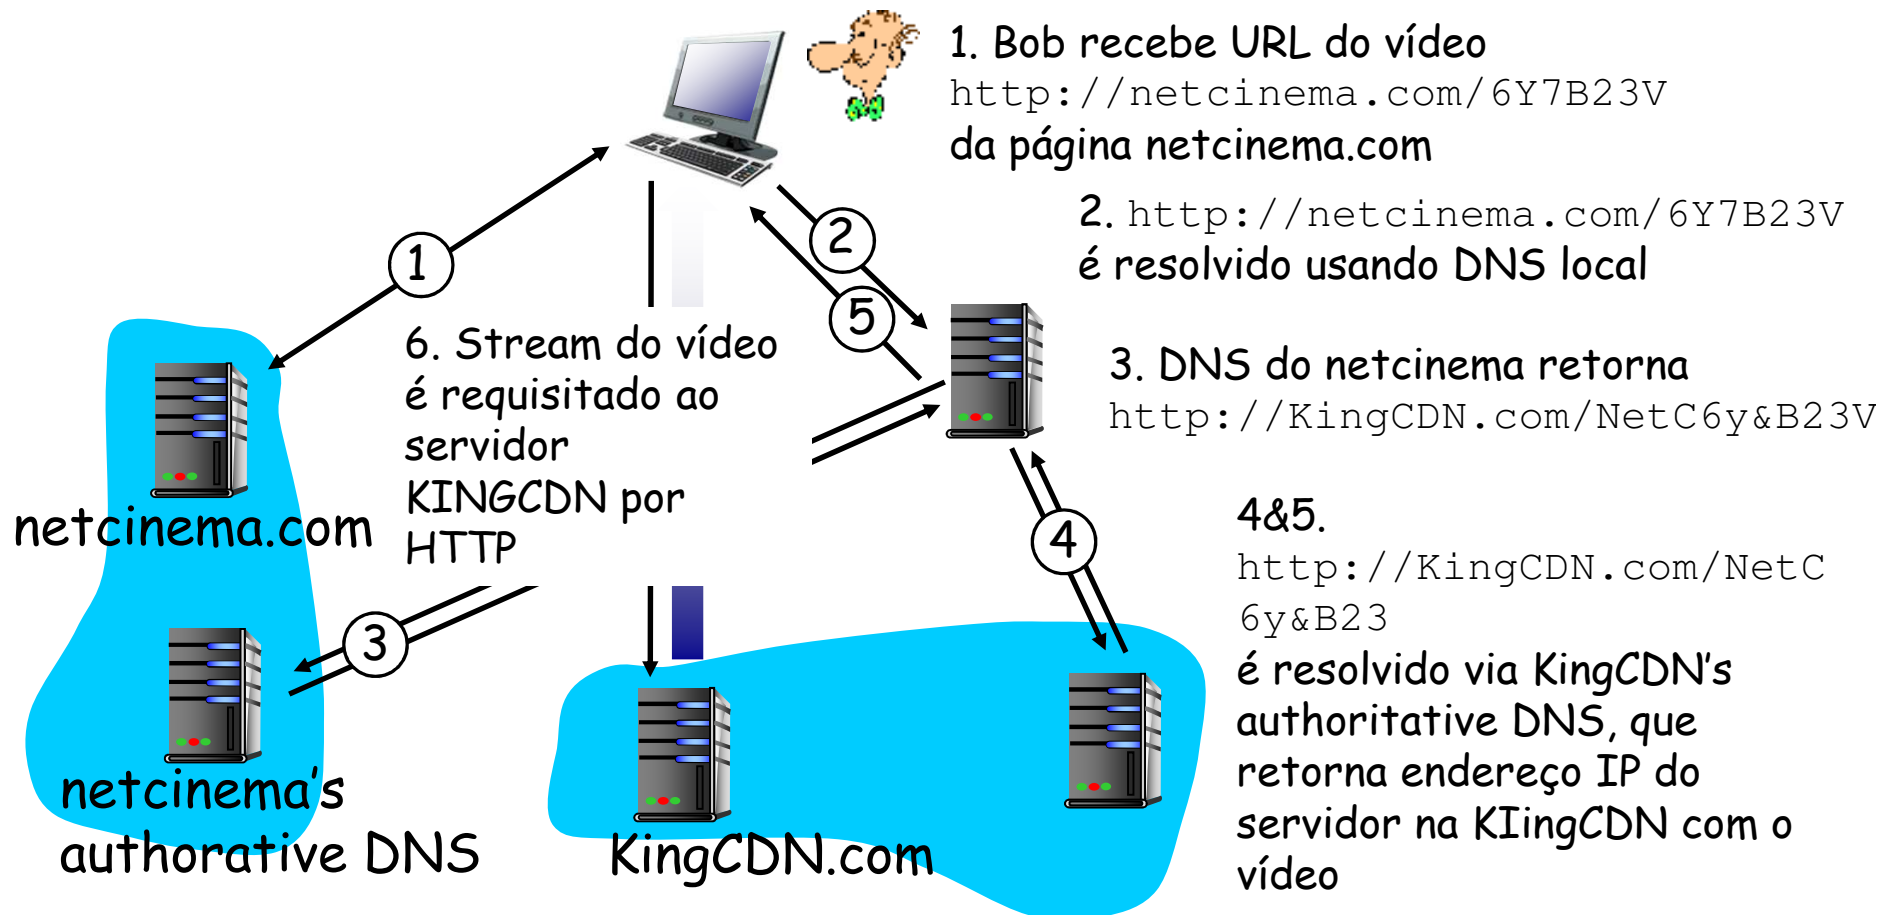 1. Bob recebe URL do vídeo
http://netcinema.com/6Y7B23V
da página netcinema.com
2. http://netcinema.com/6Y7B23V
é resolvido usando DNS local
3. DNS do netcinema retorna
http://KingCDN.com/NetC6y&B23V
4&5.
http://KingCDN.com/NetC
6y&B23
é resolvido via KingCDN's
authoritative DNS, que
retorna endereço IP do
servidor na KIingCDN com o
vídeo
6. Stream do vídeo
é requisitado ao
servidor
KINGCDN por
HTTP
1
2
5
4
3
netcinema.com
netcinema's
authorative DNS
KingCDN.com